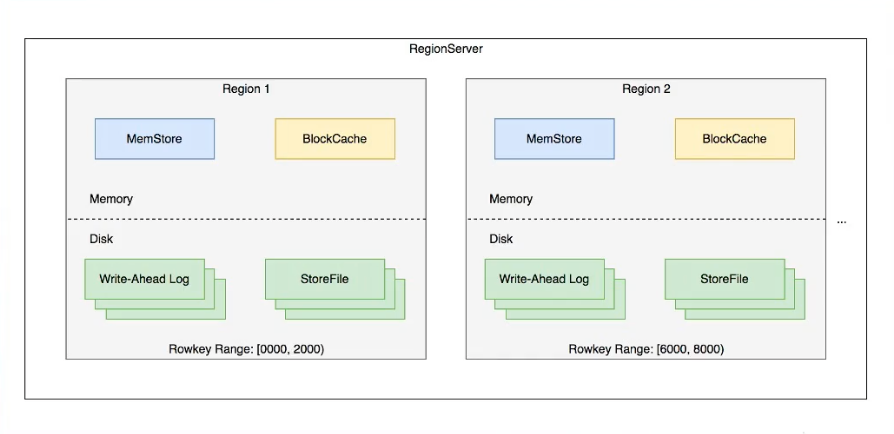 RegionServer
Region 1
MemStore
BlockCache
Memory
Disk
Write-Ahead Log
StoreFile
Rowkey Range: [0000, 2000)
Region 2
MemStore
BlockCache
Memory
Disk
Write-Ahead Log
StoreFile
Rowkey Range: [6000, 8000)
...